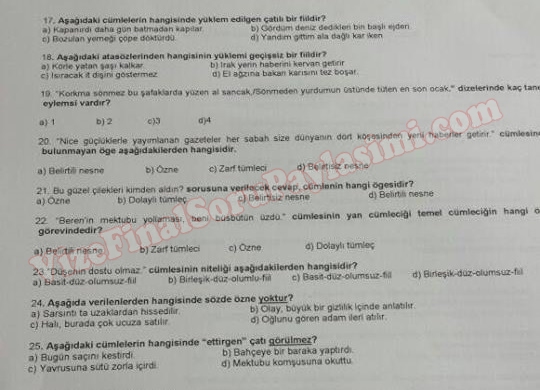 17. Aşağıdaki cümlelerin hangisinde yüklem edilgen çatılı bir fiildir?
a) Kapanırdı daha gün batmadan kapılar. b) Gördüm deniz dedikleri bin başlı ejderi.
c) Bozulan yemeği çöpe döktürdü. d) Yandım gittim ala dağlı kar iken
18. Aşağıdaki atasözlerinden hangisinin yüklemi geçişsiz bir fiildir?
a) Körle yatan şaşı kalkar. b) Irak yerin haberini kervan getirir
c) Isıracak it dişini göstermez d) El ağzına bakan karısını tez boşar.
19. "Korkma sönmez bu şafaklarda yüzen al sancak,/Sönmeden yurdumun üstünde tüten en son ocak," dizelerinde kaç tane
eylemsi vardır?
a) 1 b) 2 c)3 d)4
20. "Nice güçlüklerle yayımlanan gazeteler her sabah size dünyanın dört köşesinden yeni haberler getirir." cümlesinde
bulunmayan öge aşağıdakilerden hangisidir.
a) Belirtili nesne b) Özne c) Zarf tümleci d) Belirtisiz nesne
21. Bu güzel çilekleri kimden aldın? sorusuna verilecek cevap, cümlenin hangi ögesidir?
a) Özne b) Dolaylı tümleç c) Belirtisiz nesne d) Belirtili nesne
22. "Beren'in mektubu yollaması, beni büsbütün üzdü." cümlesinin yan cümleciği temel cümleciğin hangi ö
görevindedir?
a) Belirtili nesne b) Zarf tümleci c) Özne d) Dolaylı tümleç
23 "Düşenin dostu olmaz." cümlesinin niteliği aşağıdakilerden hangisidir?
a) Basit-düz-olumsuz-fiil b) Birleşik-düz-olumlu-fiil c) Basit-düz-olumsuz-fiil d) Birleşik-düz-olumsuz-fiil
24. Aşağıda verilenlerden hangisinde sözde özne yoktur?
a) Sarsıntı ta uzaklardan hissedilir. b) Olay, büyük bir gizlilik içinde anlatılır.
c) Halı, burada çok ucuza satılır. d) Oğlunu gören adam ileri atılır.
25. Aşağıdaki cümlelerin hangisinde "ettirgen" çatı görülmez?
a) Bugün saçını kestirdi. b) Bahçeye bir baraka yaptırdı.
c) Yavrusuna sütü zorla içirdi. d) Mektubu komşusuna okuttu.
VizeFinalSoruPaylasimi.com